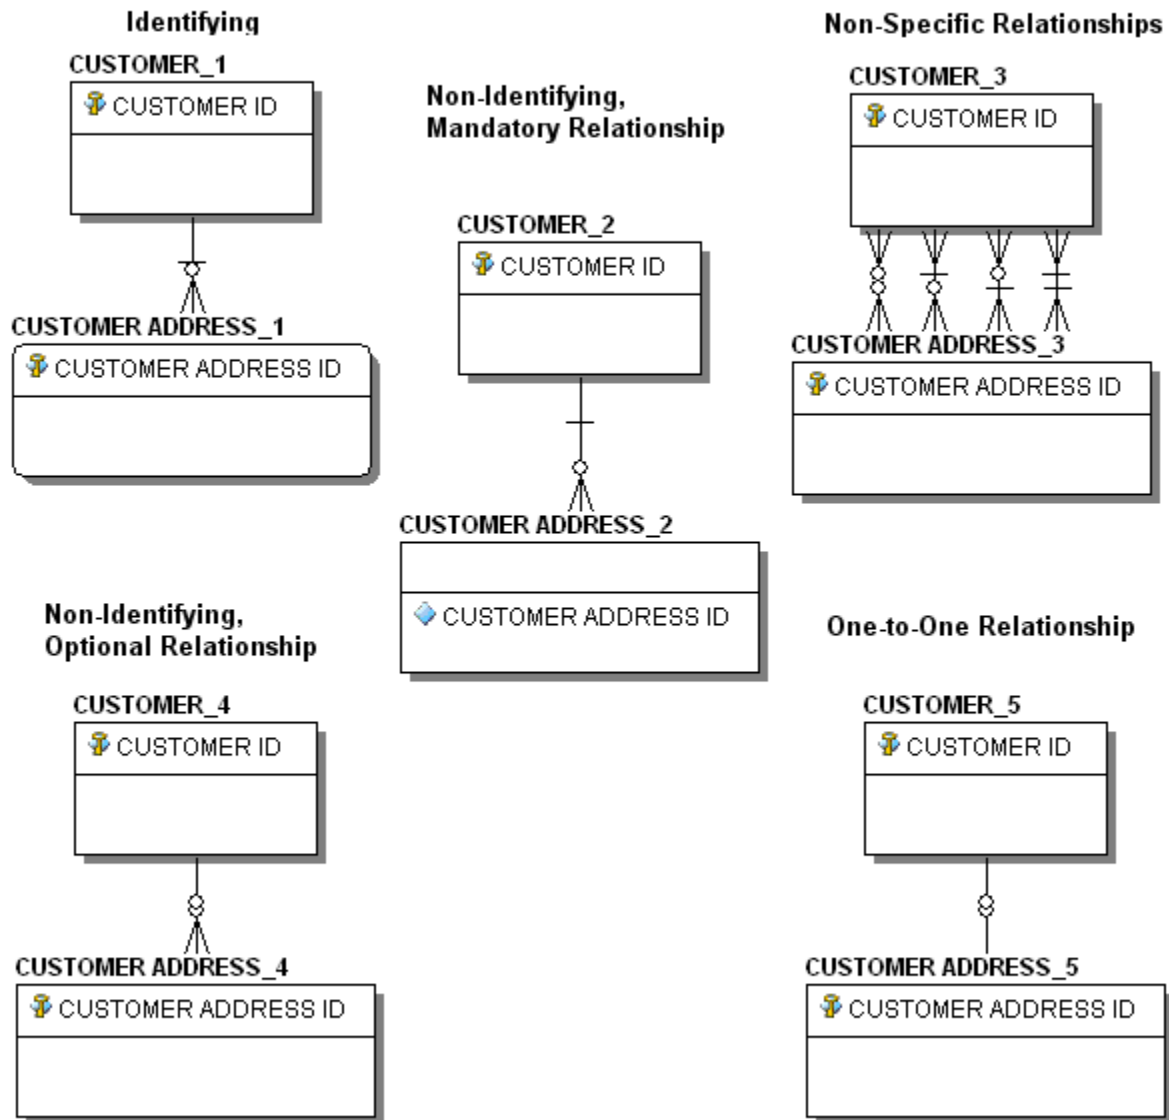 Identifying
CUSTOMER_1
CUSTOMER ID
CUSTOMER ADDRESS_1
CUSTOMER ADDRESS ID
Non-Identifying,
Mandatory Relationship
CUSTOMER_2
CUSTOMER ID
CUSTOMER ADDRESS_2
CUSTOMER ADDRESS ID
Non-Specific Relationships
CUSTOMER_3
CUSTOMER ID
CUSTOMER ADDRESS_3
CUSTOMER ADDRESS ID
Non-Identifying,
Optional Relationship
CUSTOMER_4
CUSTOMER ID
CUSTOMER ADDRESS_4
CUSTOMER ADDRESS ID
One-to-One Relationship
CUSTOMER_5
CUSTOMER ID
CUSTOMER ADDRESS_5
CUSTOMER ADDRESS ID